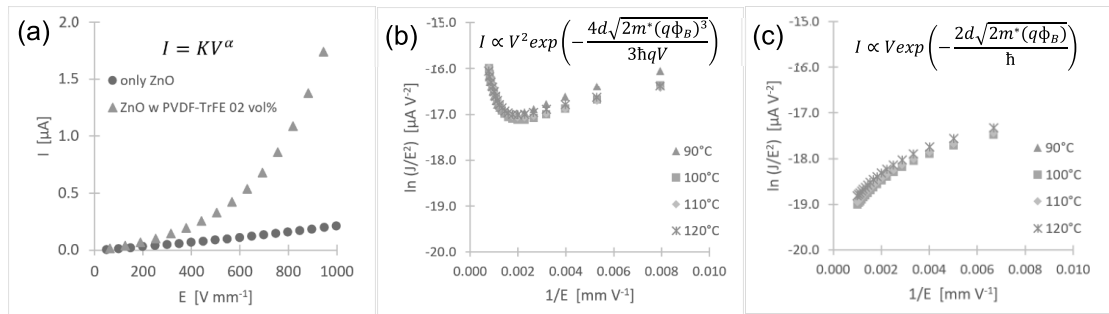 (a)
I = KV^α
only ZnO
ZnO w PVDF-TrFE 02 vol%
2.0
1.5
1.0
0.5
0.0
I [μA]
0 200 400 600 800 1000
E [V mm⁻¹]
(b)
I ∝ V²exp(−4d√(2m*(qϕ_B)³)/3ħqV)
-15.0
-16.0
-17.0
-18.0
-19.0
-20.0
ln (J/E²) [μA V⁻²]
90°C
100°C
110°C
120°C
0.000 0.002 0.004 0.006 0.008 0.010
1/E [mm V⁻¹]
(c)
I ∝ Vexp(−2d√(2m*(qϕ_B))/ħ)
-15.0
-16.0
-17.0
-18.0
-19.0
-20.0
ln (J/E²) [μA V⁻²]
90°C
100°C
110°C
120°C
0.000 0.002 0.004 0.006 0.008 0.010
1/E [mm V⁻¹]